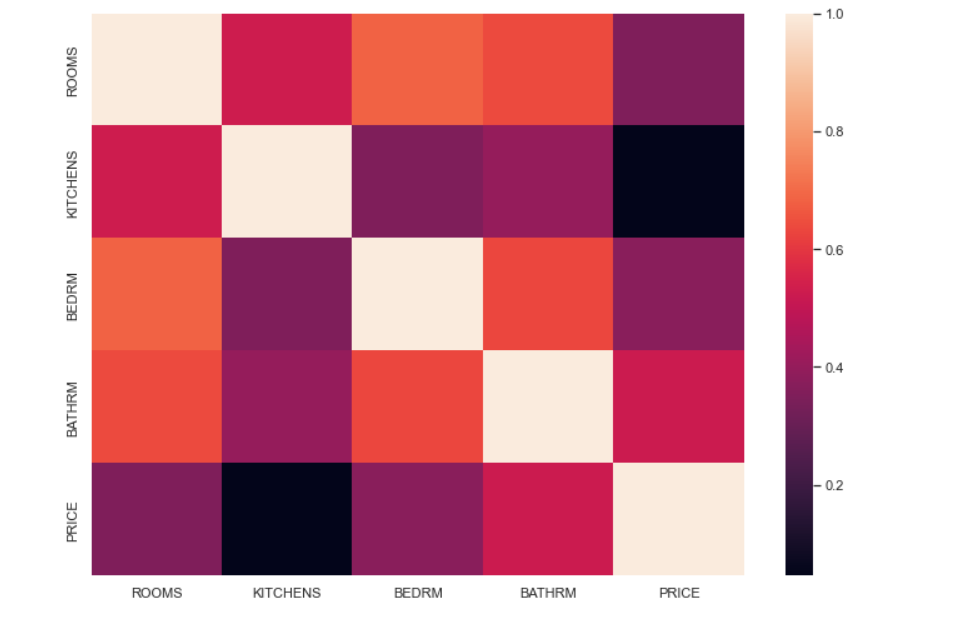 ROOMS
KITCHENS
BEDRM
BATHRM
PRICE
ROOMS KITCHENS BEDRM BATHRM PRICE
1.0
0.8
0.6
0.4
0.2